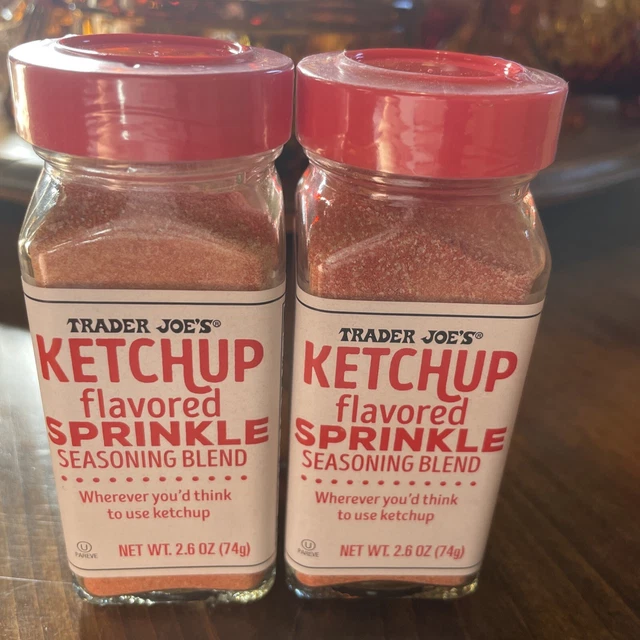 TRADER JOE'S®
KETCHUP
flavored
SPRINKLE
SEASONING BLEND
Wherever you'd think
to use ketchup
U
PAREVE
NET WT. 2.6 OZ (74g)
TRADER JOE'S®
KETCHUP
flavored
SPRINKLE
SEASONING BLEND
Wherever you'd think
to use ketchup
U
PAREVE
NET WT. 2.6 OZ (74g)